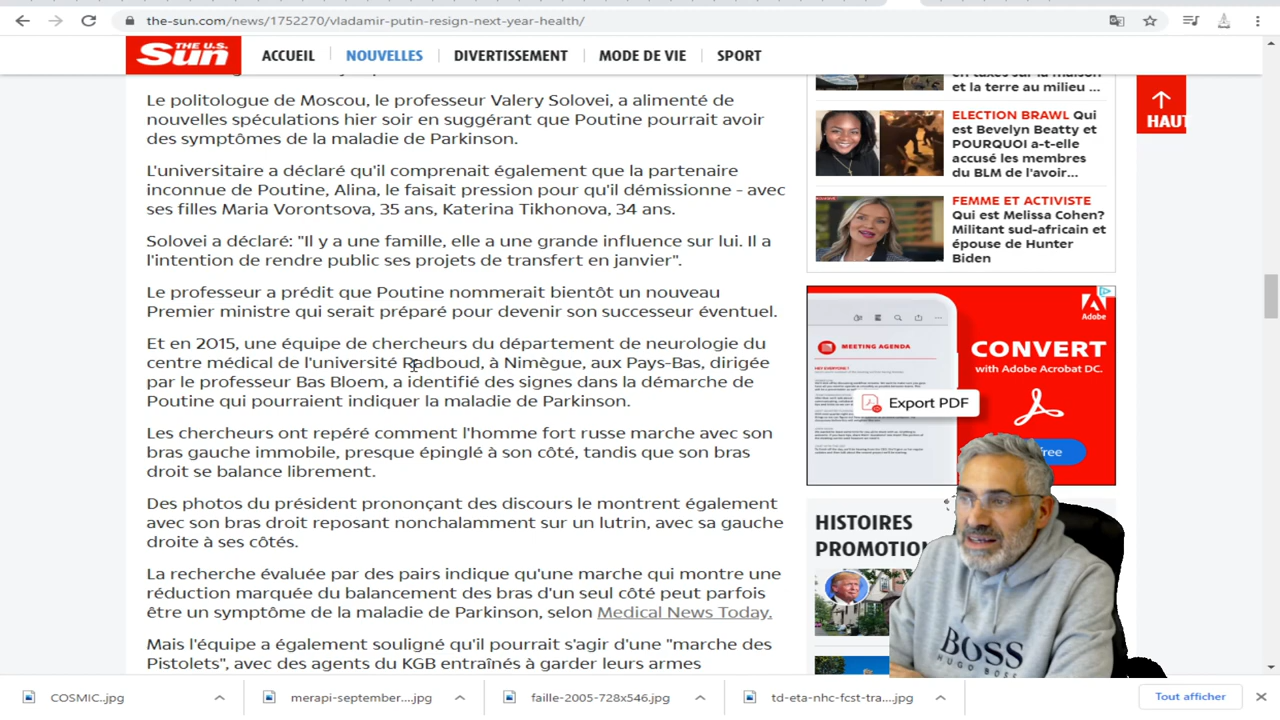 the-sun.com/news/1752270/vladamir-putin-resign-next-year-health/
THE U.S. Sun
ACCUEIL
NOUVELLES
DIVERTISSEMENT
MODE DE VIE
SPORT
Le politologue de Moscou, le professeur Valery Solovei, a alimenté de
nouvelles spéculations hier soir en suggérant que Poutine pourrait avoir
des symptômes de la maladie de Parkinson.
L'universitaire a déclaré qu'il comprenait également que la partenaire
inconnue de Poutine, Alina, le faisait pression pour qu'il démissionne - avec
ses filles Maria Vorontsova, 35 ans, Katerina Tikhonova, 34 ans.
Solovei a déclaré: "Il y a une famille, elle a une grande influence sur lui. Il a
l'intention de rendre public ses projets de transfert en janvier".
Le professeur a prédit que Poutine nommerait bientôt un nouveau
Premier ministre qui serait préparé pour devenir son successeur éventuel.
Et en 2015, une équipe de chercheurs du département de neurologie du
centre médical de l'université Radboud, à Nimègue, aux Pays-Bas, dirigée
par le professeur Bas Bloem, a identifié des signes dans la démarche de
Poutine qui pourraient indiquer la maladie de Parkinson.
Les chercheurs ont repéré comment l'homme fort russe marche avec son
bras gauche immobile, presque épinglé à son côté, tandis que son bras
droit se balance librement.
Des photos du président prononçant des discours le montrent également
avec son bras droit reposant nonchalamment sur un lutrin, avec sa gauche
droite à ses côtés.
La recherche évaluée par des pairs indique qu'une marche qui montre une
réduction marquée du balancement des bras d'un seul côté peut parfois
être un symptôme de la maladie de Parkinson, selon Medical News Today.
Mais l'équipe a également souligné qu'il pourrait s'agir d'une "marche des
Pistolets", avec des agents du KGB entraînés à garder leurs armes
en taxes sur la maison
et la terre au milieu ...
ELECTION BRAWL Qui
est Bevelyn Beatty et
POURQUOI a-t-elle
accusé les membres
du BLM de l'avoir...
FEMME ET ACTIVISTE
Qui est Melissa Cohen?
Militant sud-africain et
épouse de Hunter
Biden
HAUT
Adobe
MEETING AGENDA
CONVERT
with Adobe Acrobat DC.
Export PDF
free
HISTOIRES
BOSS
HUGO BOSS
COSMIC.jpg
merapi-september....jpg
faille-2005-728x546.jpg
td-eta-nhc-fcst-tra....jpg
Tout afficher